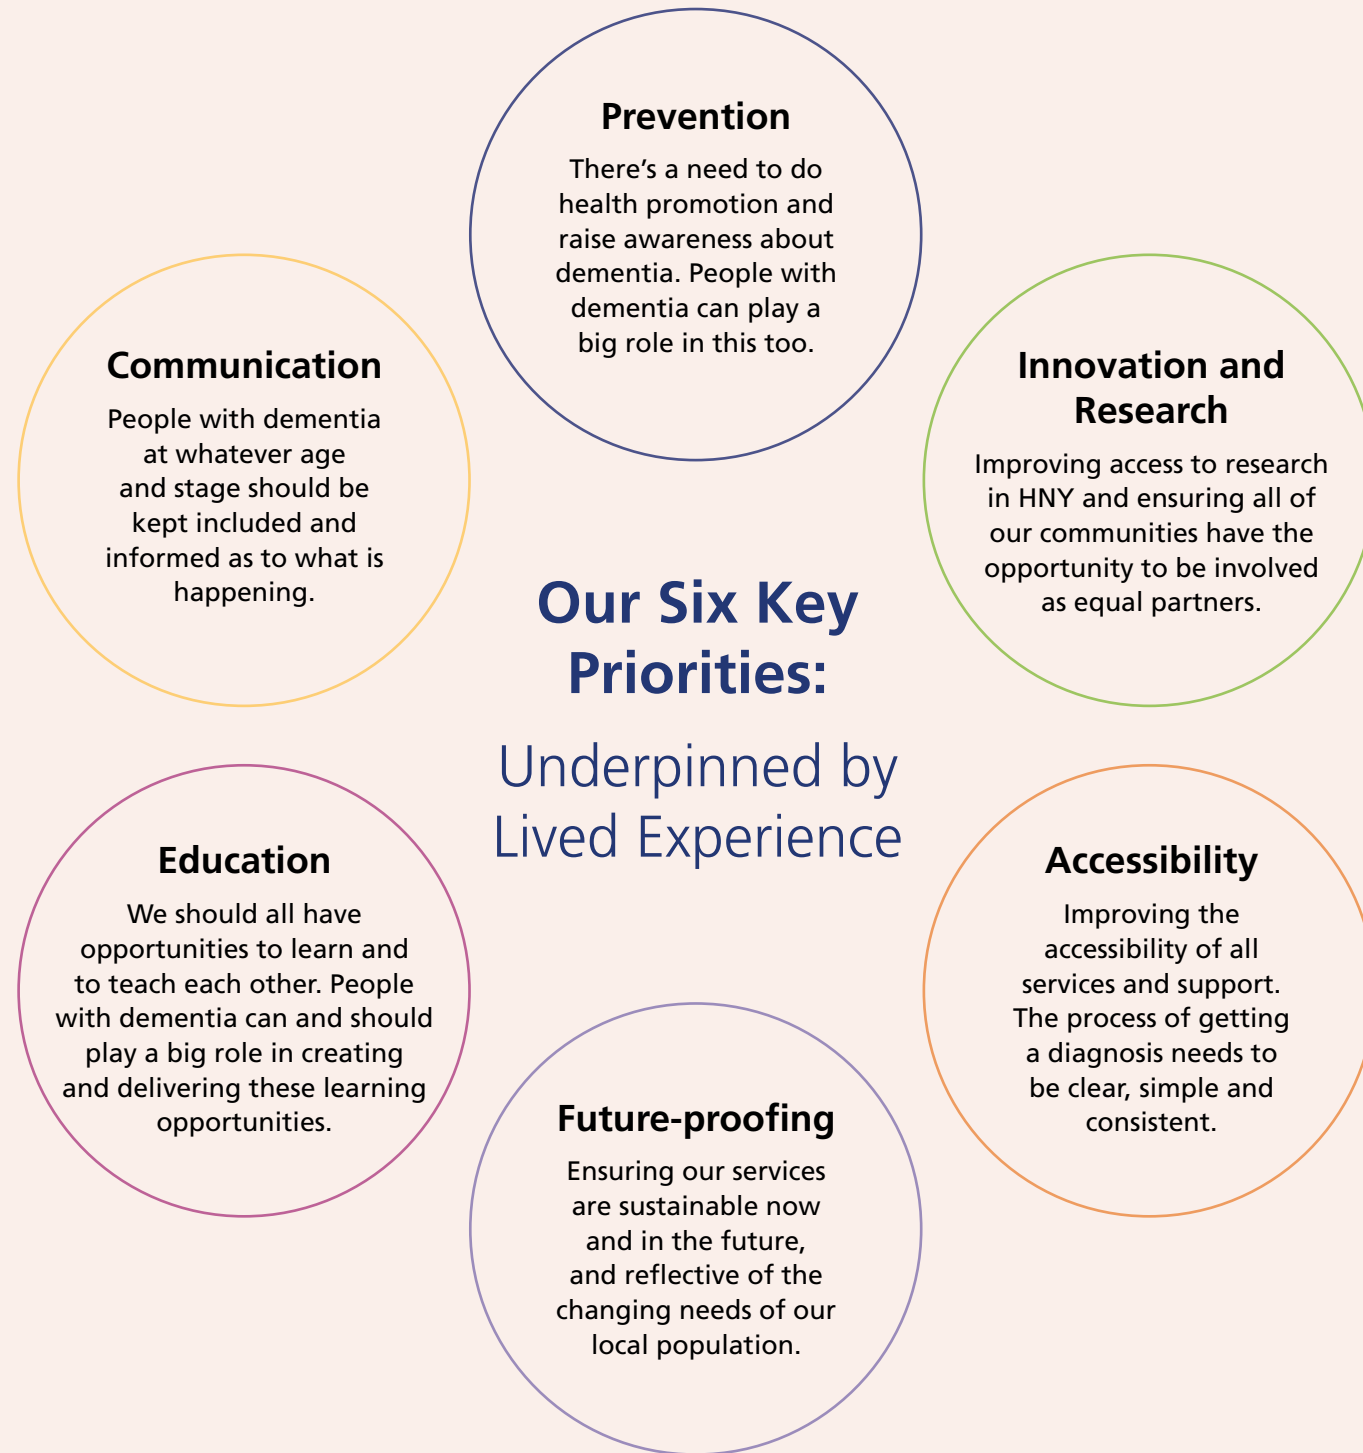 Prevention
There’s a need to do
health promotion and
raise awareness about
dementia. People with
dementia can play a
big role in this too.
Communication
People with dementia
at whatever age
and stage should be
kept included and
informed as to what is
happening.
Innovation and
Research
Improving access to research
in HNY and ensuring all of
our communities have the
opportunity to be involved
as equal partners.
Our Six Key
Priorities:
Underpinned by
Lived Experience
Education
We should all have
opportunities to learn and
to teach each other. People
with dementia can and should
play a big role in creating
and delivering these learning
opportunities.
Accessibility
Improving the
accessibility of all
services and support.
The process of getting
a diagnosis needs to
be clear, simple and
consistent.
Future-proofing
Ensuring our services
are sustainable now
and in the future,
and reflective of the
changing needs of our
local population.